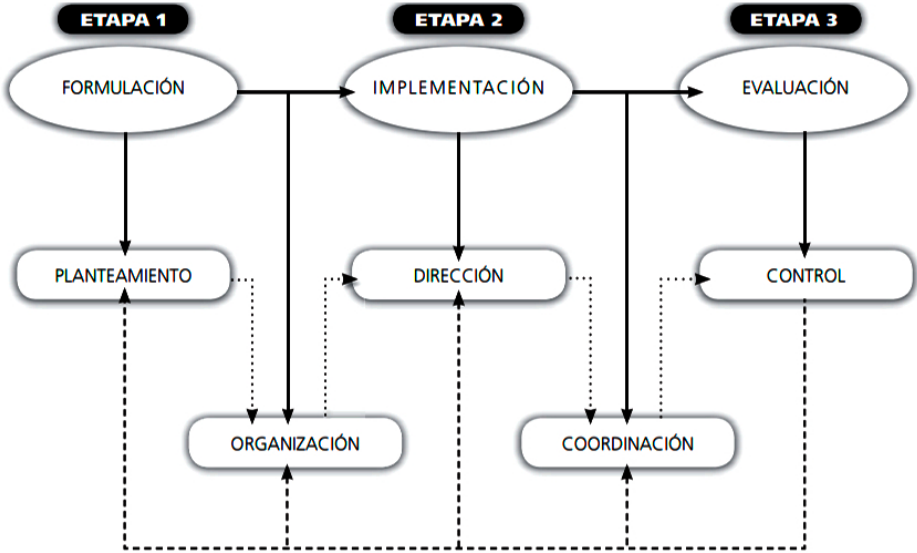 ETAPA 1
ETAPA 2
ETAPA 3
FORMULACIÓN
IMPLEMENTACIÓN
EVALUACIÓN
PLANTEAMIENTO
DIRECCIÓN
CONTROL
ORGANIZACIÓN
COORDINACIÓN